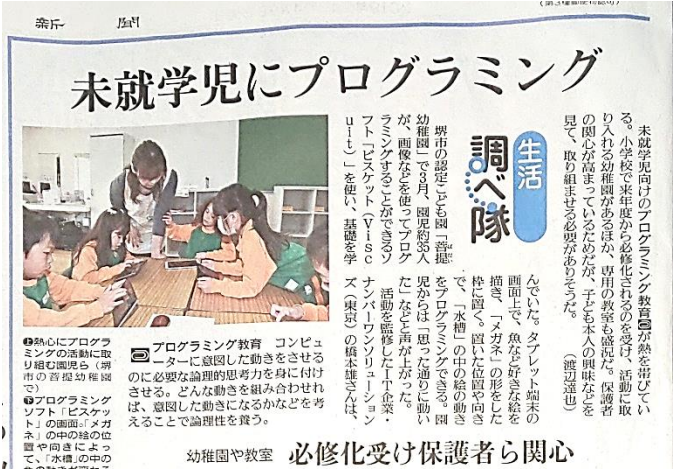 新聞
未就学児にプログラミング
生活
調べ隊
未就学児向けのプログラミング教育が熱を帯びてい
る。小学校で来年度から必修化されるのを受け、活動に取
り入れる幼稚園があるほか、専用の教室も盛況だ。保護者
の関心が高まっているためだが、子ども本人の興味などを
見て、取り組ませる必要がありそうだ。
(渡辺達也)
堺市の認定こども園「菩提
幼稚園」で3月、園児約35人
が、画像などを使ってプログ
ラミングすることができるソ
フト「ビスケット(Visc
uit)」を使い、基礎を学
んでいた。タブレット端末の
画面上で、魚など好きな絵を
描き、「メガネ」の形をした
枠に置く。置いた位置や向き
で、「水槽」の中の絵の動き
をプログラミングできる。園
児からは「思った通りに動い
た」などと声が上がった。
活動を監修したIT企業・
ナンバーワンソリューション
ズ(東京)の橋本雄さんは、
上熱心にプログラ
ミングの活動に取
り組む園児ら(堺
市の菩提幼稚園
で)
下プログラミング
ソフト「ビスケッ
ト」の画面。「メガ
ネ」の中の絵の位
置や向きによっ
て、「水槽」の中の
プログラミング教育 コンピュ
ーターに意図した動きをさせる
のに必要な論理的思考力を身に付け
させる。どんな動きを組み合わせれ
ば、意図した動きになるかなどを考
えることで論理性を養う。
幼稚園や教室 必修化受け保護者ら関心